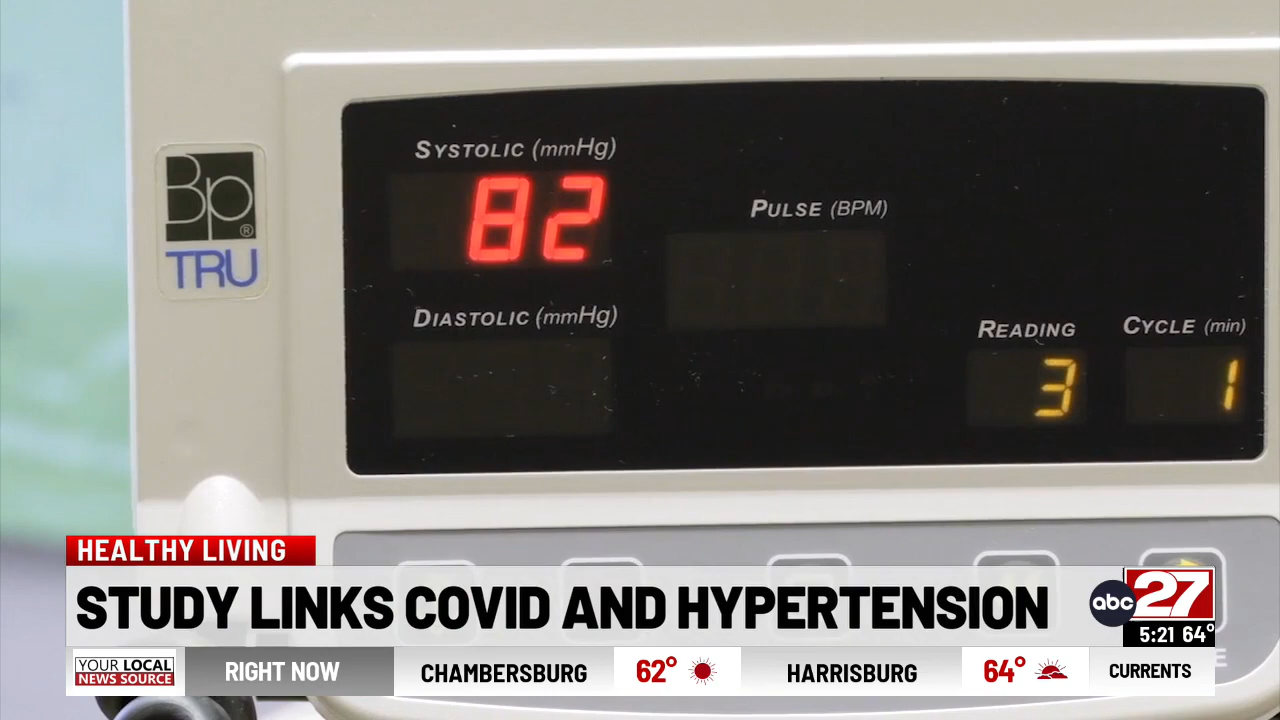 SYSTOLIC (mmHg)
82
PULSE (BPM)
Bp®
TRU
DIASTOLIC (mmHg)
READING
CYCLE (min)
3
1
HEALTHY LIVING
STUDY LINKS COVID AND HYPERTENSION
abc 27
5:21 64°
YOUR LOCAL
NEWS SOURCE
RIGHT NOW
CHAMBERSBURG
62°
HARRISBURG
64°
CURRENTS